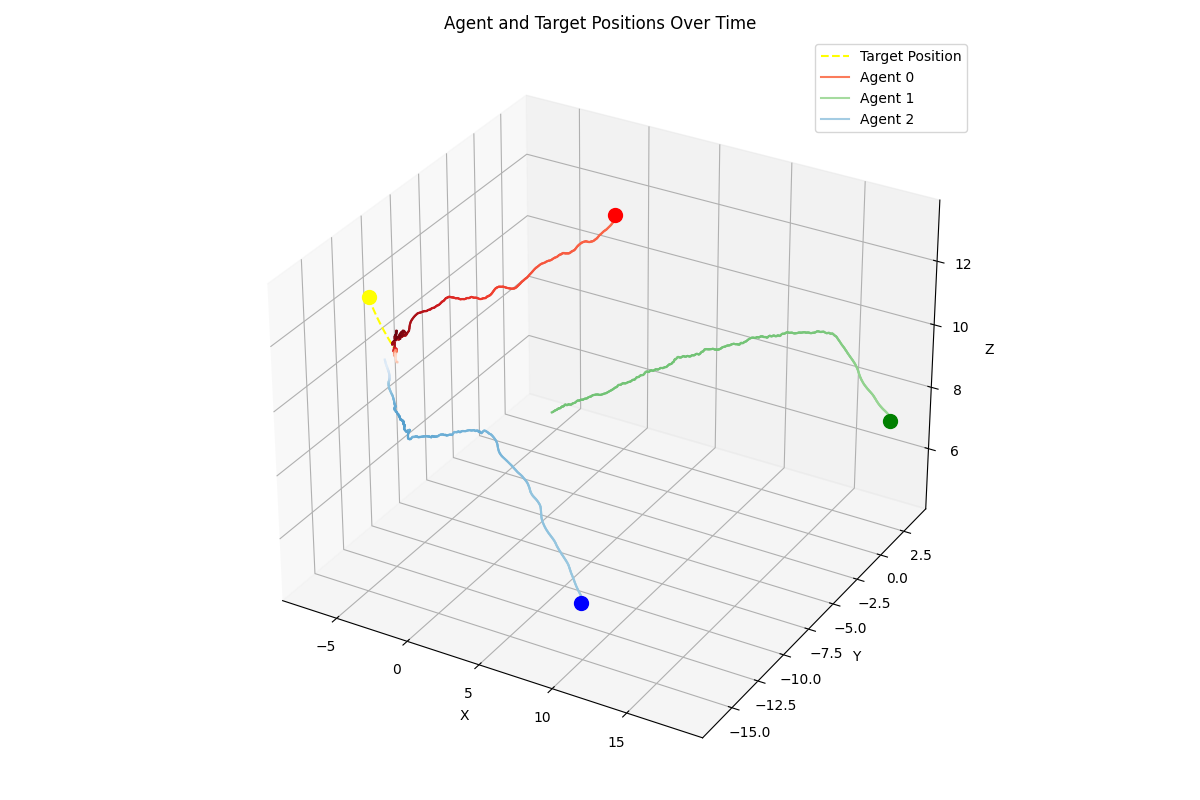 Agent and Target Positions Over Time
Target Position
Agent 0
Agent 1
Agent 2
12
10
Z
8
6
2.5
0.0
−2.5
−5.0
−7.5
Y
−10.0
−12.5
−15.0
−5
0
5
X
10
15